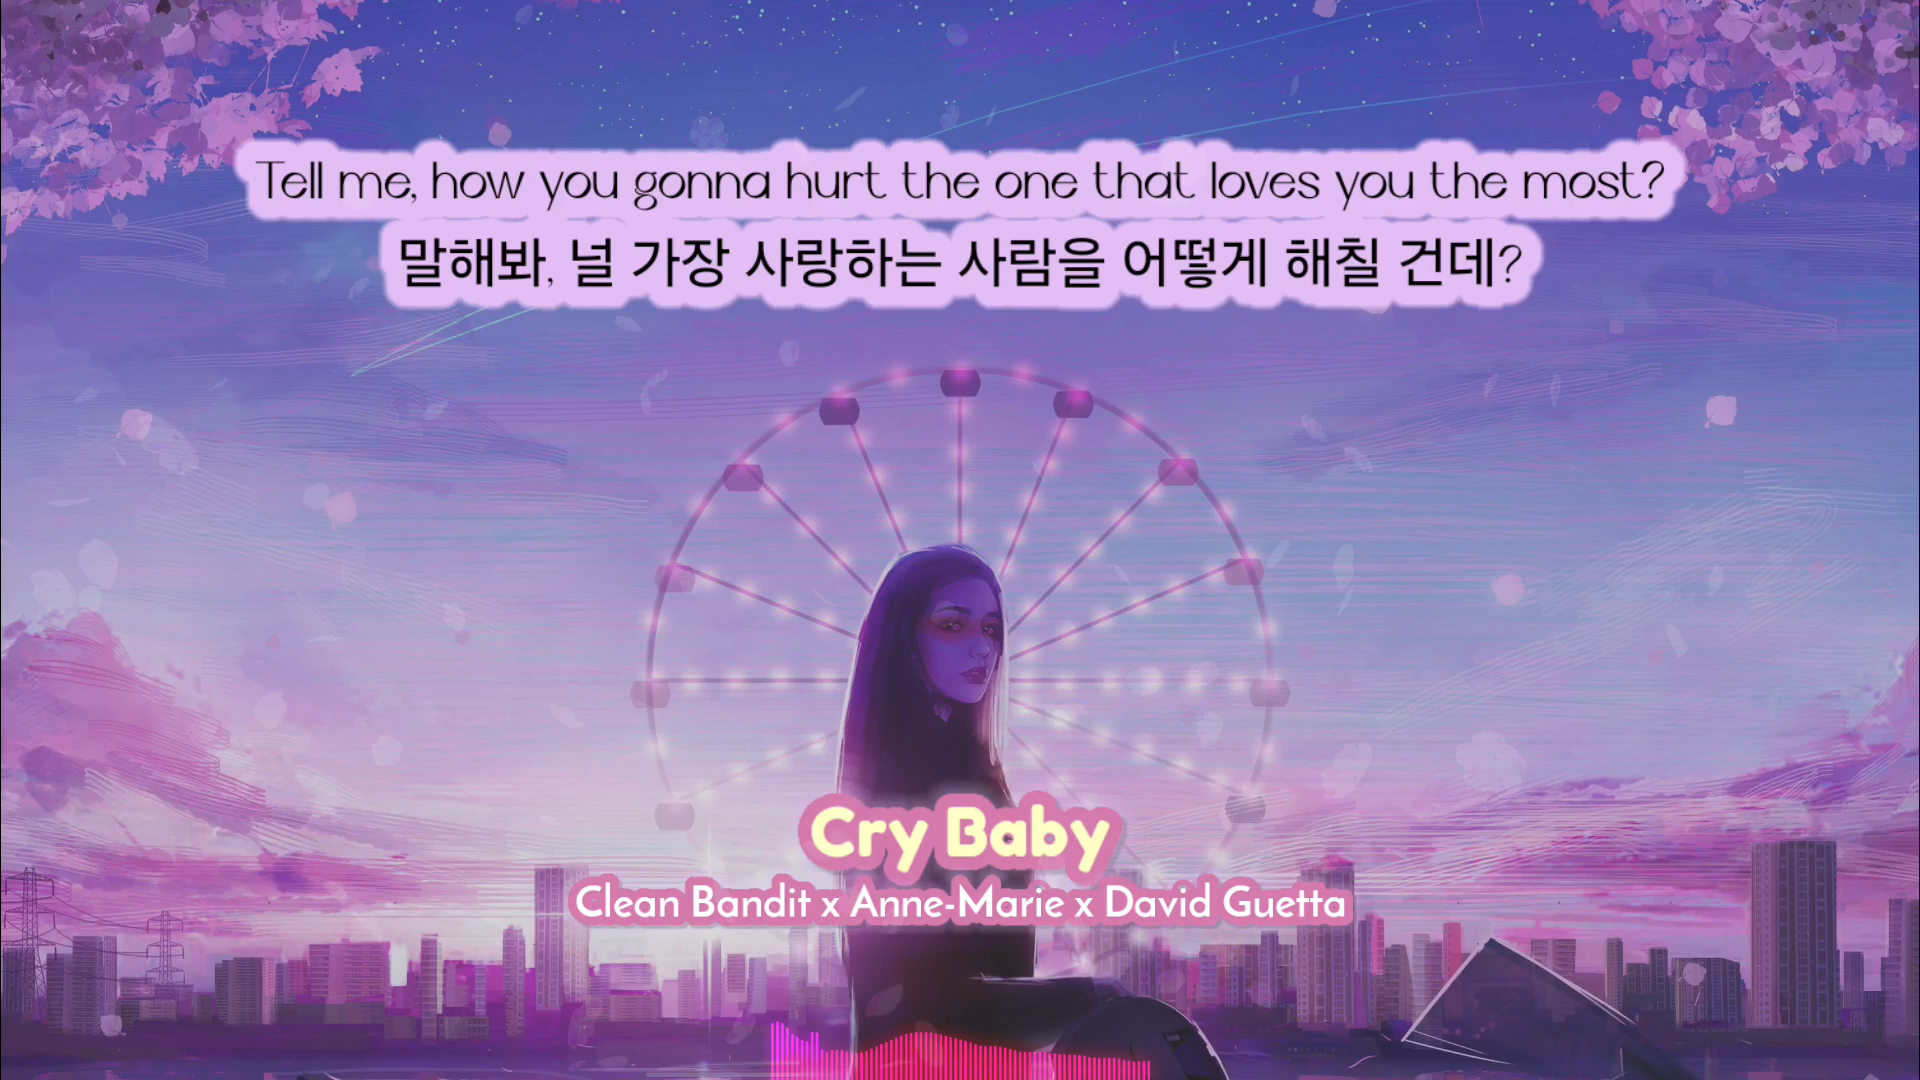 Tell me, how you gonna hurt the one that loves you the most?
말해봐, 널 가장 사랑하는 사람을 어떻게 해칠 건데?
Cry Baby
Clean Bandit x Anne-Marie x David Guetta